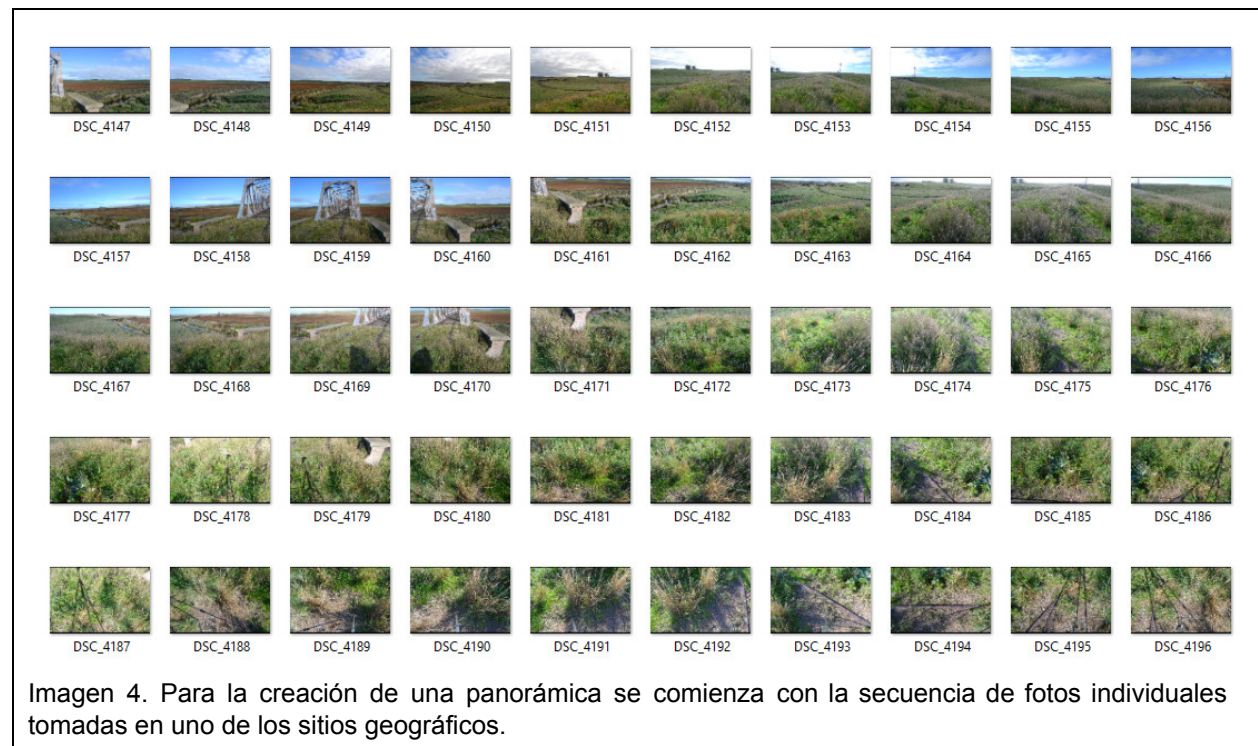 DSC_4147 DSC_4148 DSC_4149 DSC_4150 DSC_4151 DSC_4152 DSC_4153 DSC_4154 DSC_4155 DSC_4156
DSC_4157 DSC_4158 DSC_4159 DSC_4160 DSC_4161 DSC_4162 DSC_4163 DSC_4164 DSC_4165 DSC_4166
DSC_4167 DSC_4168 DSC_4169 DSC_4170 DSC_4171 DSC_4172 DSC_4173 DSC_4174 DSC_4175 DSC_4176
DSC_4177 DSC_4178 DSC_4179 DSC_4180 DSC_4181 DSC_4182 DSC_4183 DSC_4184 DSC_4185 DSC_4186
DSC_4187 DSC_4188 DSC_4189 DSC_4190 DSC_4191 DSC_4192 DSC_4193 DSC_4194 DSC_4195 DSC_4196
Imagen 4. Para la creación de una panorámica se comienza con la secuencia de fotos individuales
tomadas en uno de los sitios geográficos.